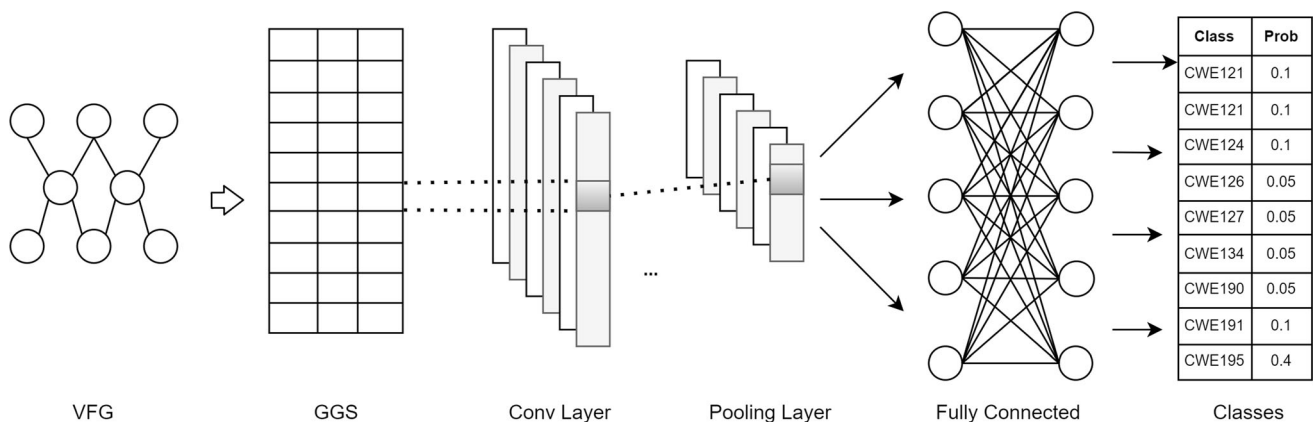 Class Prob
CWE121 0.1
CWE121 0.1
CWE124 0.1
CWE126 0.05
CWE127 0.05
CWE134 0.05
CWE190 0.05
CWE191 0.1
CWE195 0.4
...
VFG GGS Conv Layer Pooling Layer Fully Connected Classes